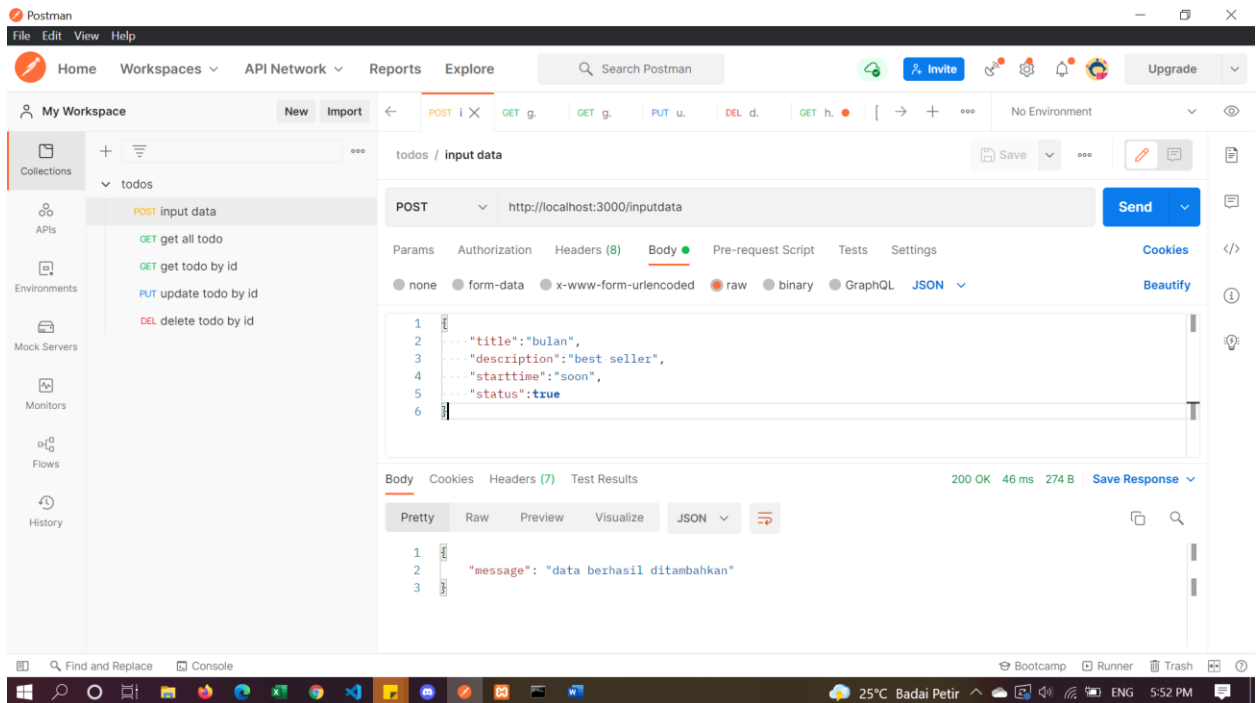 Postman
File Edit View Help
Home Workspaces API Network Reports Explore Search Postman Invite Upgrade
My Workspace New Import POST i GET g. GET g. PUT u. DEL d. GET h. No Environment
Collections
APIs
Environments
Mock Servers
Monitors
Flows
History
todos
POST input data
GET get all todo
GET get todo by id
PUT update todo by id
DEL delete todo by id
todos / input data Save
POST http://localhost:3000/inputdata Send
Params Authorization Headers (8) Body Pre-request Script Tests Settings Cookies
none form-data x-www-form-urlencoded raw binary GraphQL JSON Beautify
1 {
2 "title":"bulan",
3 "description":"best seller",
4 "starttime":"soon",
5 "status":true
6 }
Body Cookies Headers (7) Test Results 200 OK 46 ms 274 B Save Response
Pretty Raw Preview Visualize JSON
1 {
2 "message": "data berhasil ditambahkan"
3 }
Find and Replace Console Bootcamp Runner Trash
25°C Badai Petir ENG 5:52 PM